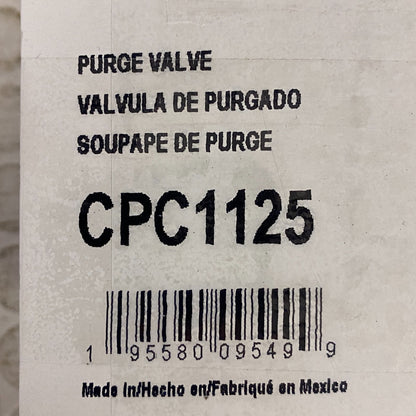 PURGE VALVE
VALVULA DE PURGADO
SOUPAPE DE PURGE
CPC1125
1 95580 09549 9
Made In/Hecho en/Fabriqué en Mexico